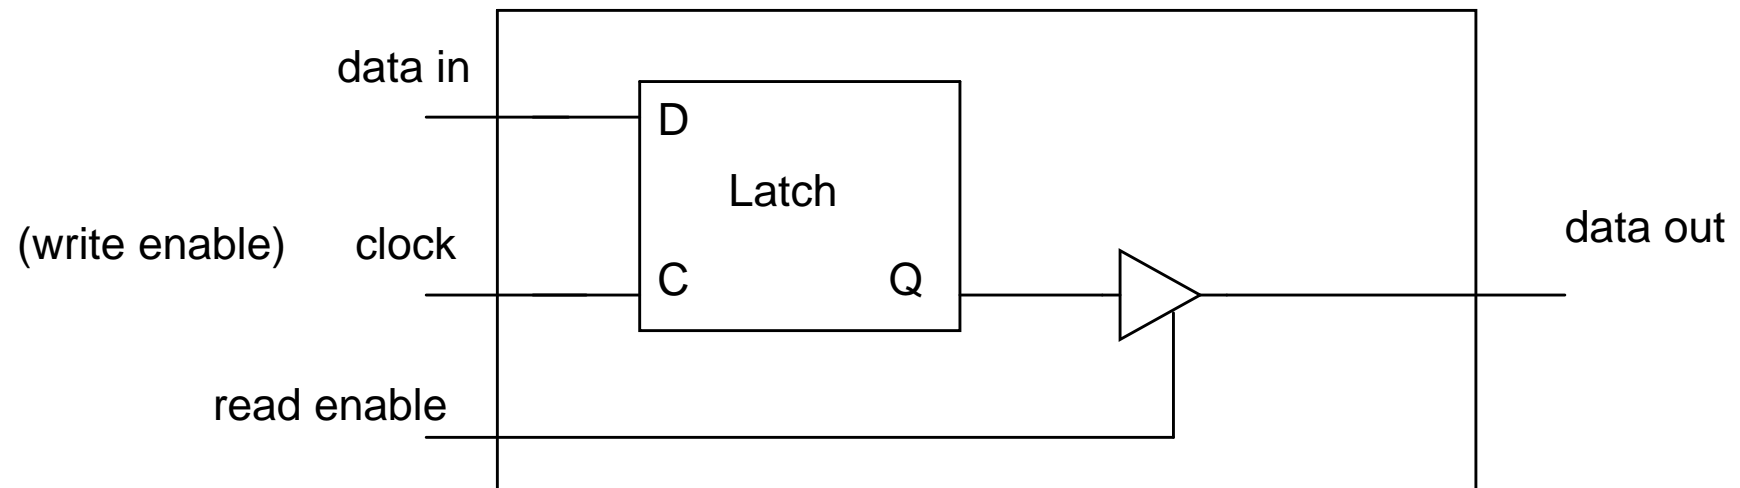 data in
D
Latch
(write enable) clock
C
Q
data out
read enable